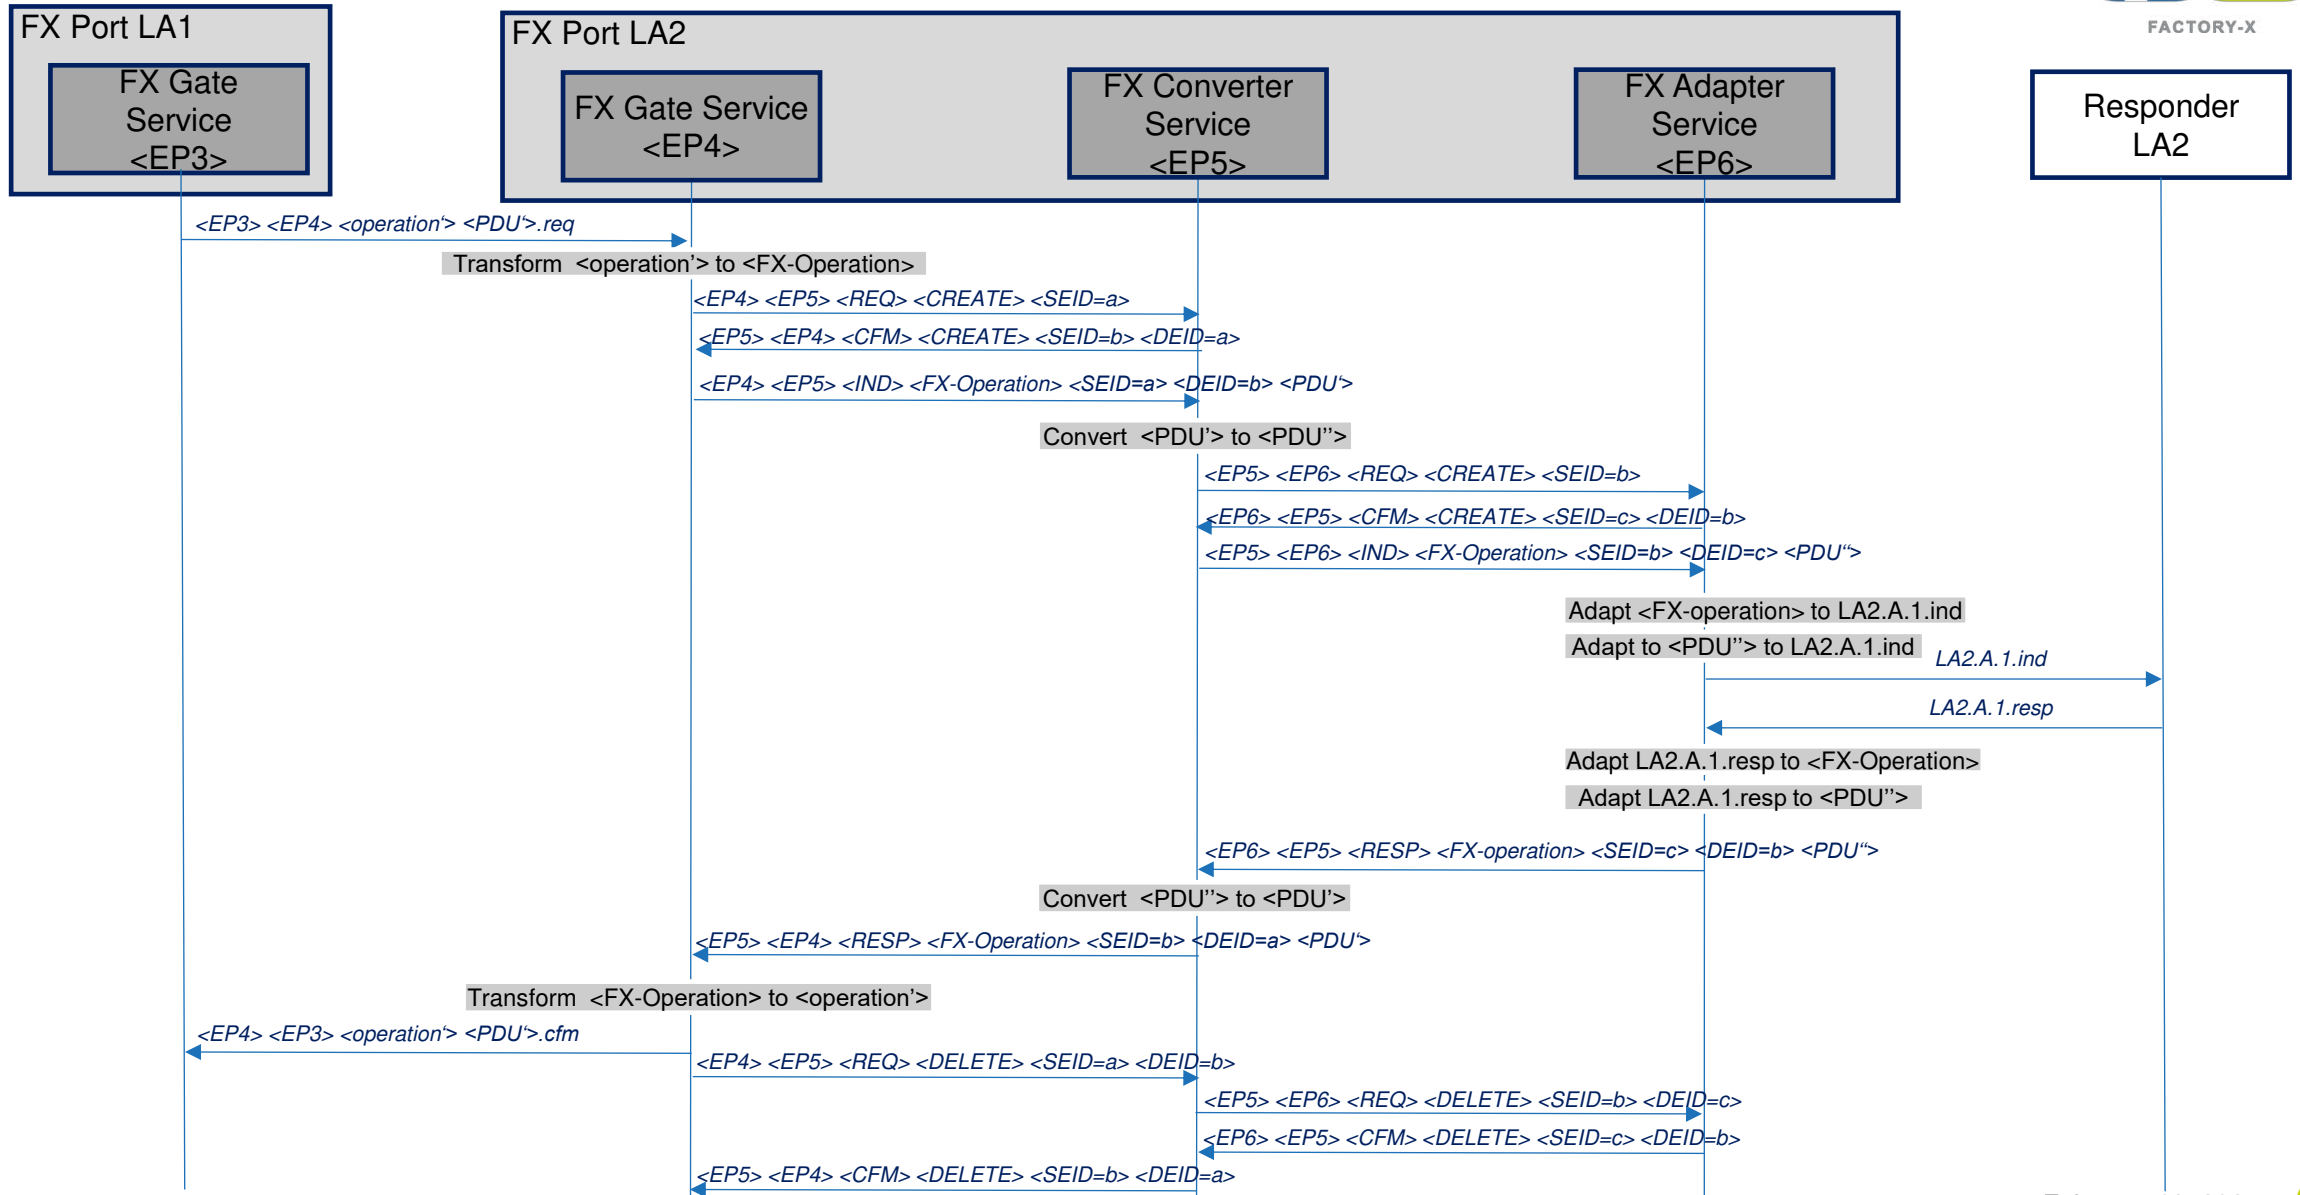 FACTORY-X
FX Port LA1
FX Port LA2
FX Gate
Service
<EP3>
FX Gate Service
<EP4>
FX Converter
Service
<EP5>
FX Adapter
Service
<EP6>
Responder
LA2
<EP3> <EP4> <operation‘> <PDU‘>.req
Transform <operation’> to <FX-Operation>
<EP4> <EP5> <REQ> <CREATE> <SEID=a>
<EP5> <EP4> <CFM> <CREATE> <SEID=b> <DEID=a>
<EP4> <EP5> <IND> <FX-Operation> <SEID=a> <DEID=b> <PDU‘>
Convert <PDU’> to <PDU’’>
<EP5> <EP6> <REQ> <CREATE> <SEID=b>
<EP6> <EP5> <CFM> <CREATE> <SEID=c> <DEID=b>
<EP5> <EP6> <IND> <FX-Operation> <SEID=b> <DEID=c> <PDU“>
Adapt <FX-operation> to LA2.A.1.ind
Adapt to <PDU’’> to LA2.A.1.ind
LA2.A.1.ind
LA2.A.1.resp
Adapt LA2.A.1.resp to <FX-Operation>
Adapt LA2.A.1.resp to <PDU’’>
<EP6> <EP5> <RESP> <FX-operation> <SEID=c> <DEID=b> <PDU“>
Convert <PDU’’> to <PDU’>
<EP5> <EP4> <RESP> <FX-Operation> <SEID=b> <DEID=a> <PDU‘>
Transform <FX-Operation> to <operation’>
<EP4> <EP3> <operation‘> <PDU‘>.cfm
<EP4> <EP5> <REQ> <DELETE> <SEID=a> <DEID=b>
<EP5> <EP6> <REQ> <DELETE> <SEID=b> <DEID=c>
<EP6> <EP5> <CFM> <DELETE> <SEID=c> <DEID=b>
<EP5> <EP4> <CFM> <DELETE> <SEID=b> <DEID=a>